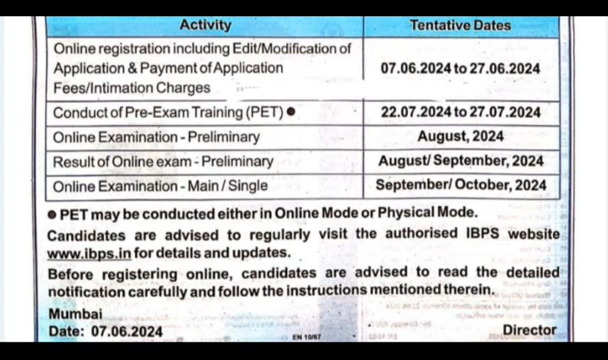 Activity
Tentative Dates
Online registration including Edit/Modification of
Application & Payment of Application
Fees/Intimation Charges
07.06.2024 to 27.06.2024
Conduct of Pre-Exam Training (PET) ●
22.07.2024 to 27.07.2024
Online Examination - Preliminary
August, 2024
Result of Online exam - Preliminary
August/ September, 2024
Online Examination - Main / Single
September/ October, 2024
● PET may be conducted either in Online Mode or Physical Mode.
Candidates are advised to regularly visit the authorised IBPS website
www.ibps.in for details and updates.
Before registering online, candidates are advised to read the detailed
notification carefully and follow the instructions mentioned therein.
Mumbai
Date: 07.06.2024
EN 10/67
Director